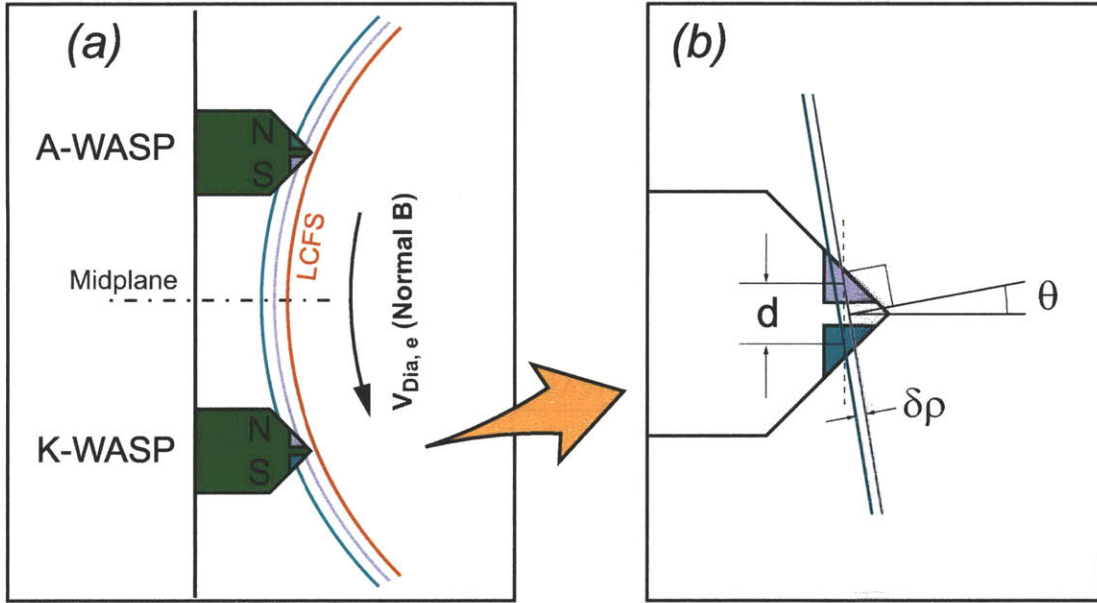 (a)
A-WASP
N
S
Midplane
LCFS
V_Dia, e (Normal B)
K-WASP
N
S
(b)
d
θ
δρ